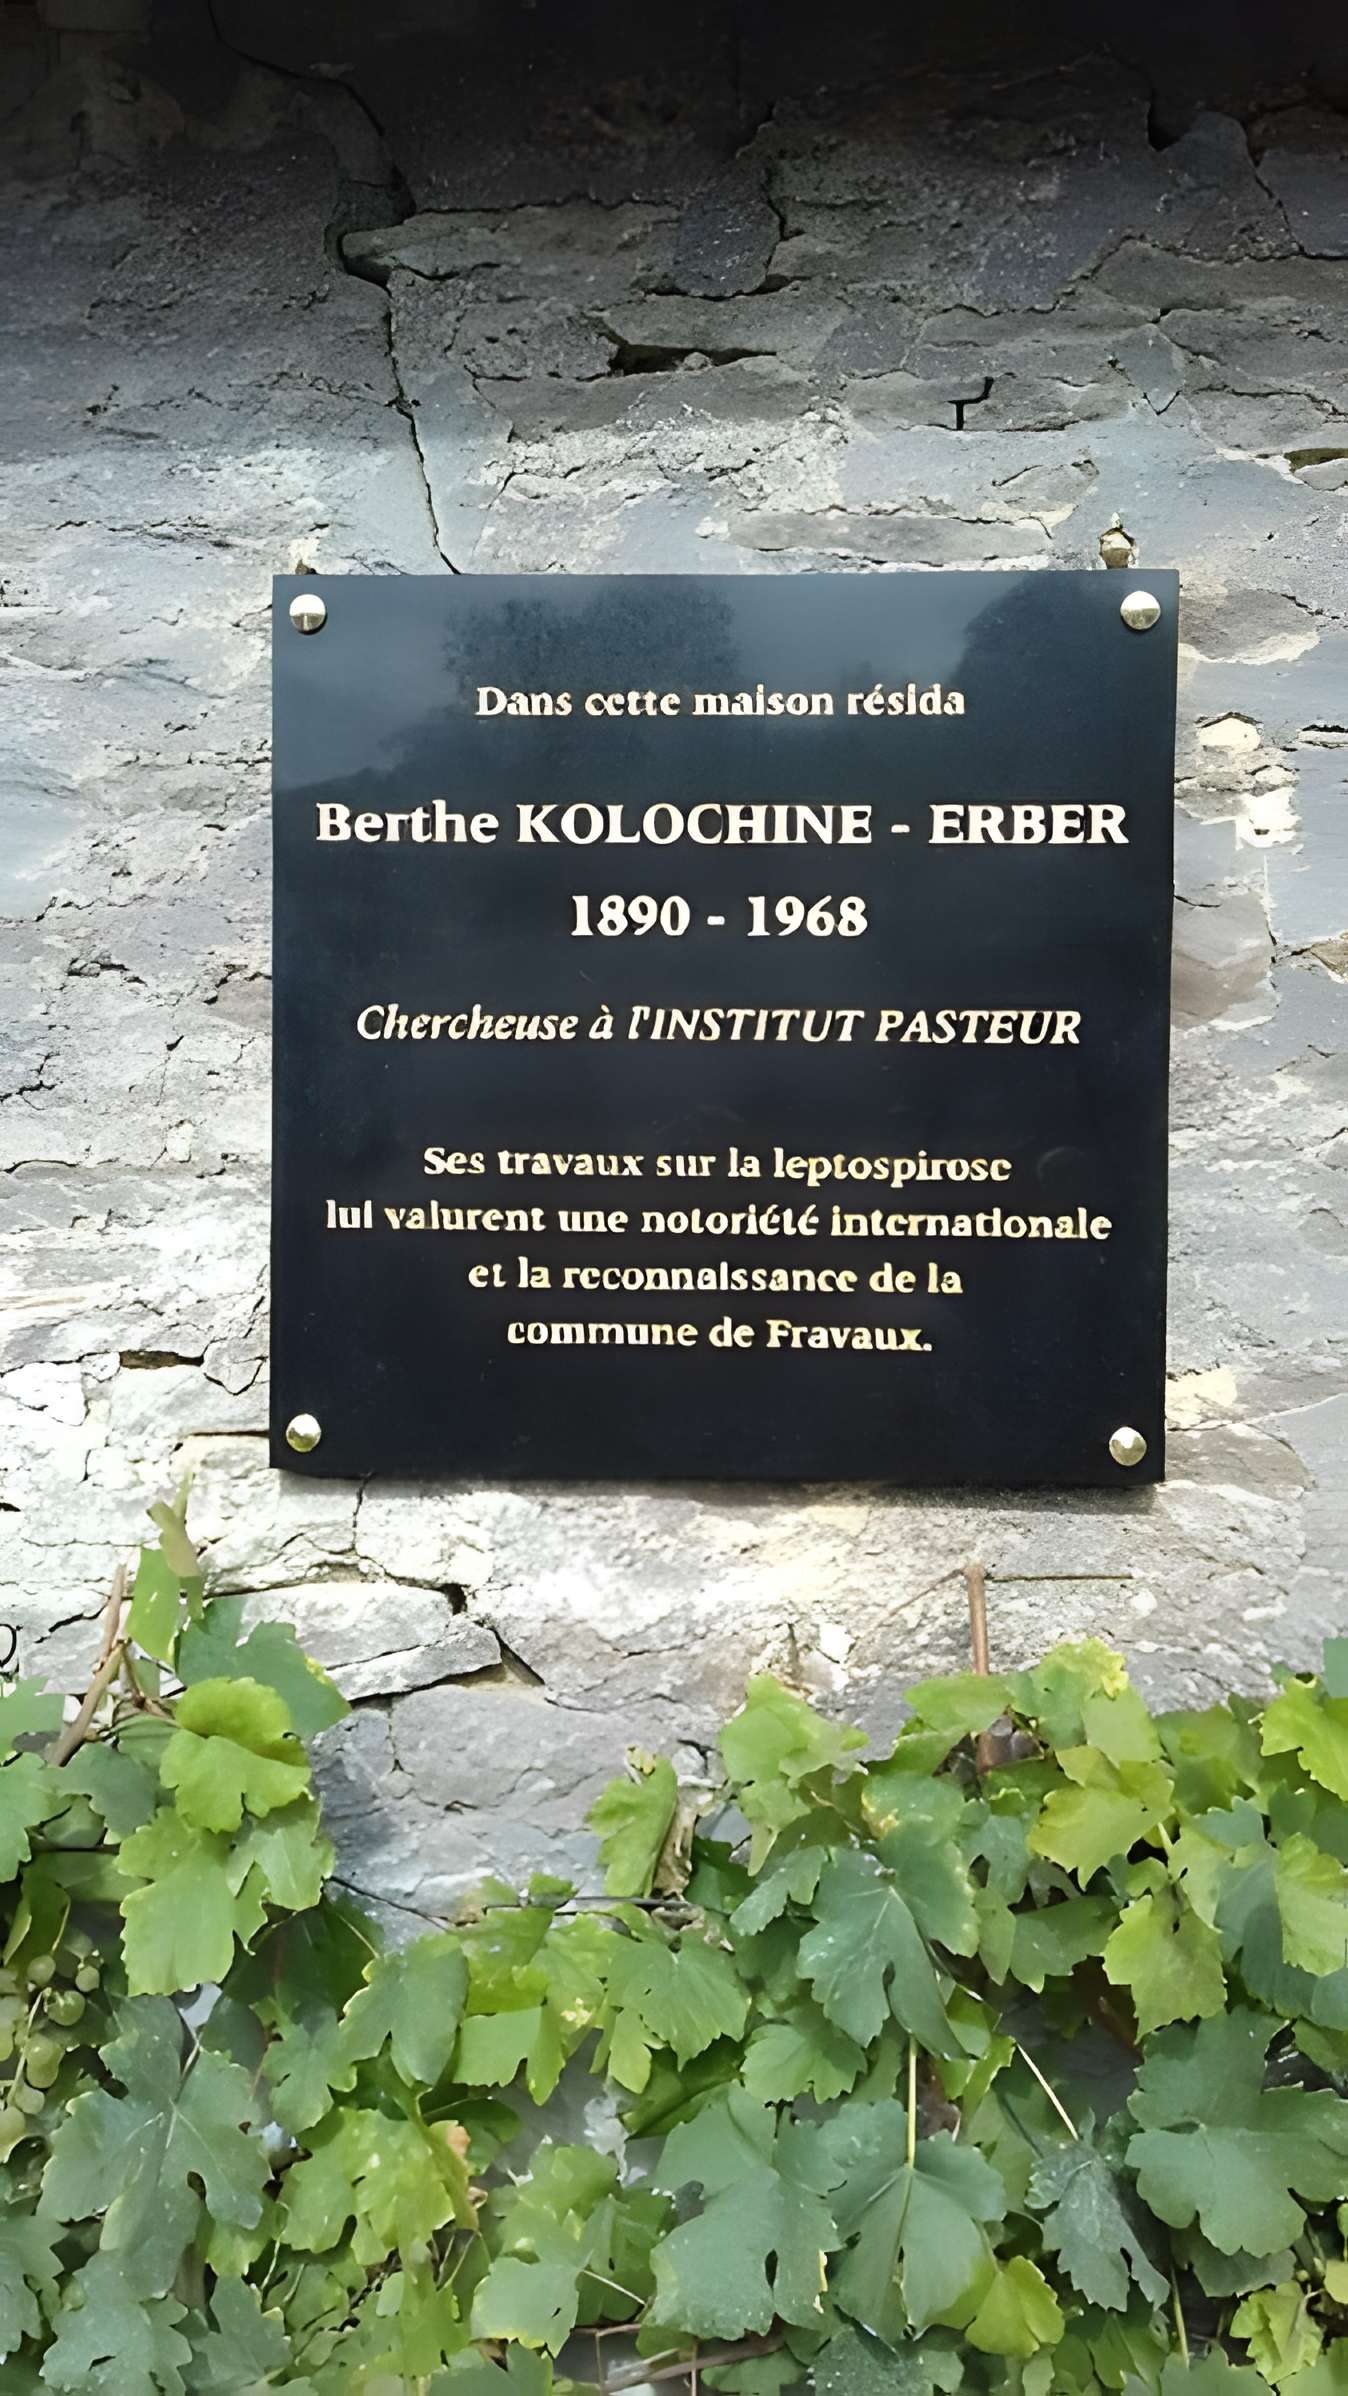 Dans cette maison résida
Berthe KOLOCHINE - ERBER
1890 - 1968
Chercheuse à l'INSTITUT PASTEUR
Ses travaux sur la leptospirose
lui valurent une notoriété internationale
et la reconnaissance de la
commune de Fravaux.